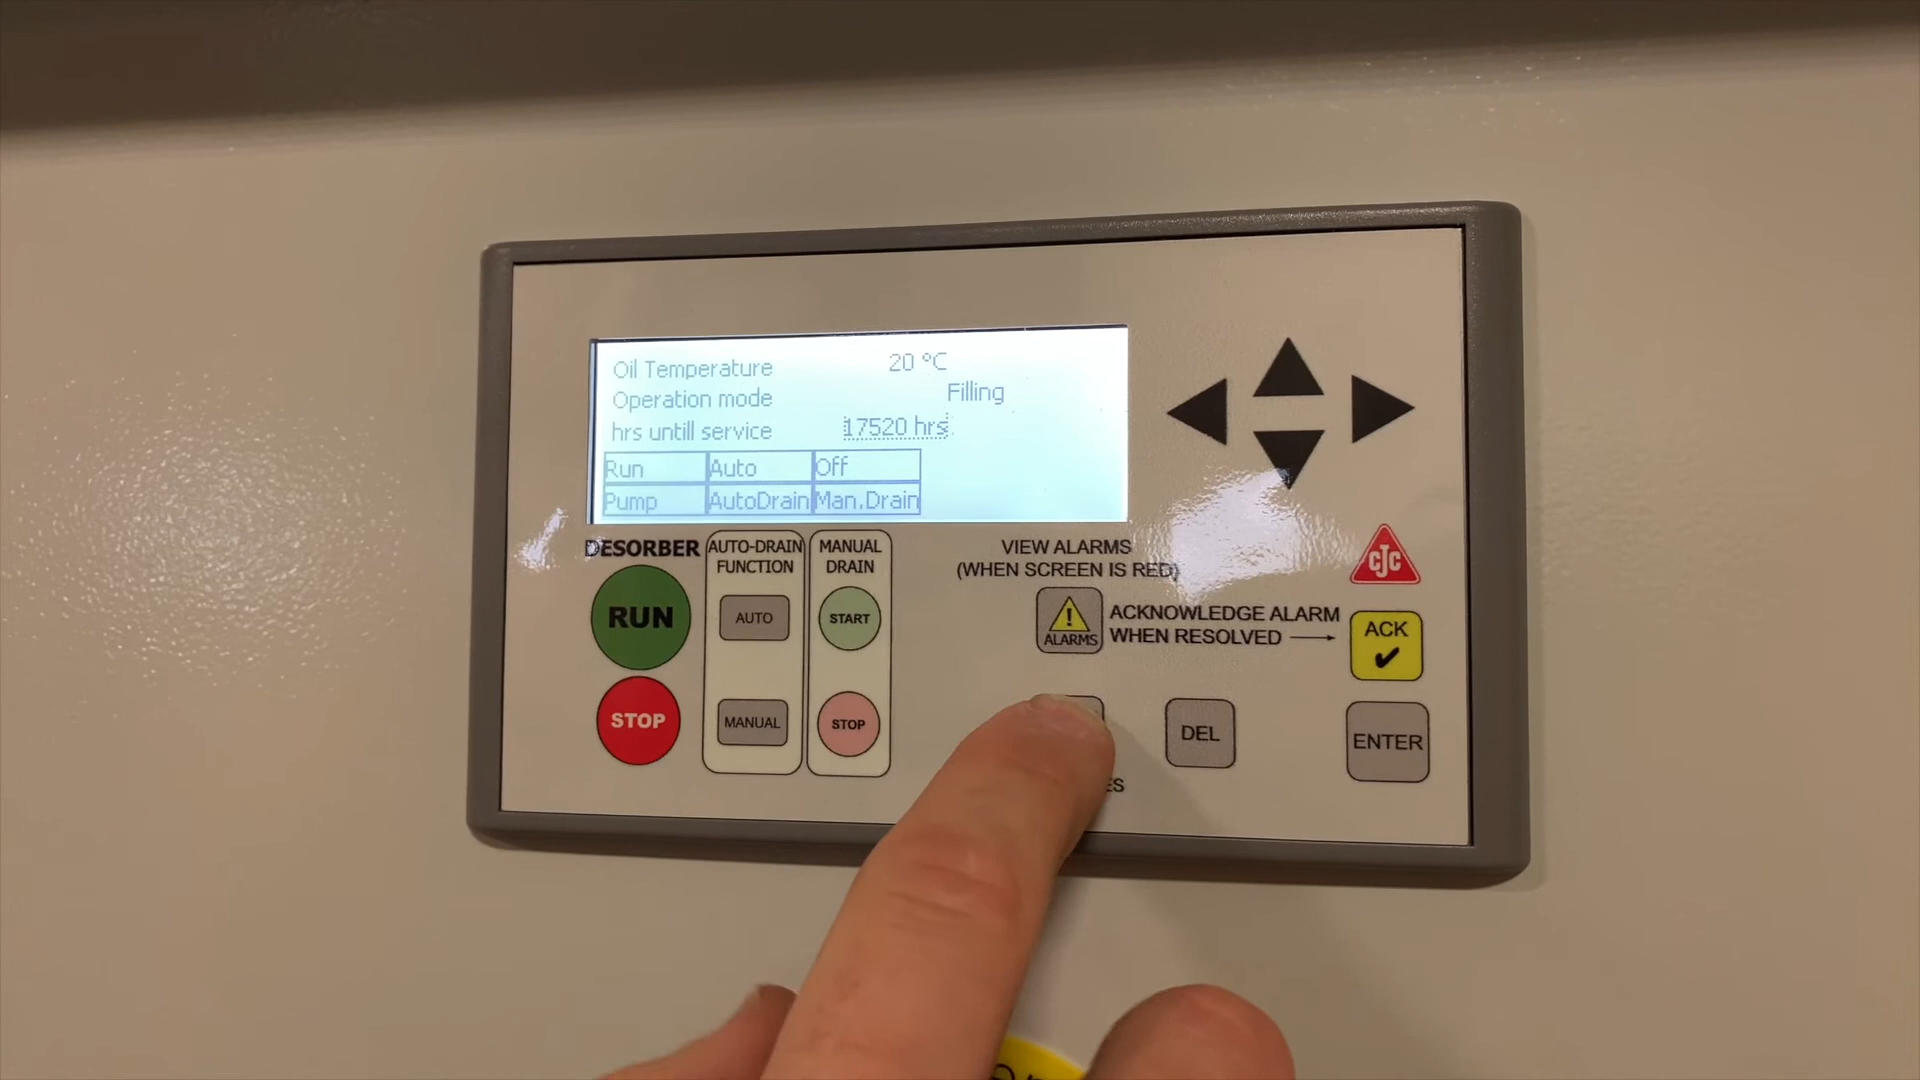 Oil Temperature 20 °C
Operation mode Filling
hrs untill service 17520 hrs
Run Auto Off
Pump AutoDrain Man.Drain
DESORBER
RUN
STOP
AUTO-DRAIN
FUNCTION
AUTO
MANUAL
MANUAL
DRAIN
START
STOP
VIEW ALARMS
(WHEN SCREEN IS RED)
!
ALARMS
ACKNOWLEDGE ALARM
WHEN RESOLVED
CJC
ACK
DEL
ENTER